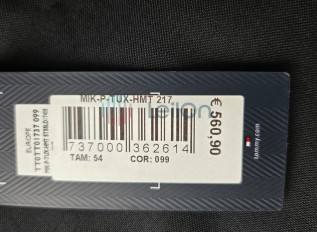 MIK-P-TUX-HMT 217
737000 362614
TAM: 54 COR: 099
€ 560,90
tommy.com
EUROPE
TT0TT01737 099